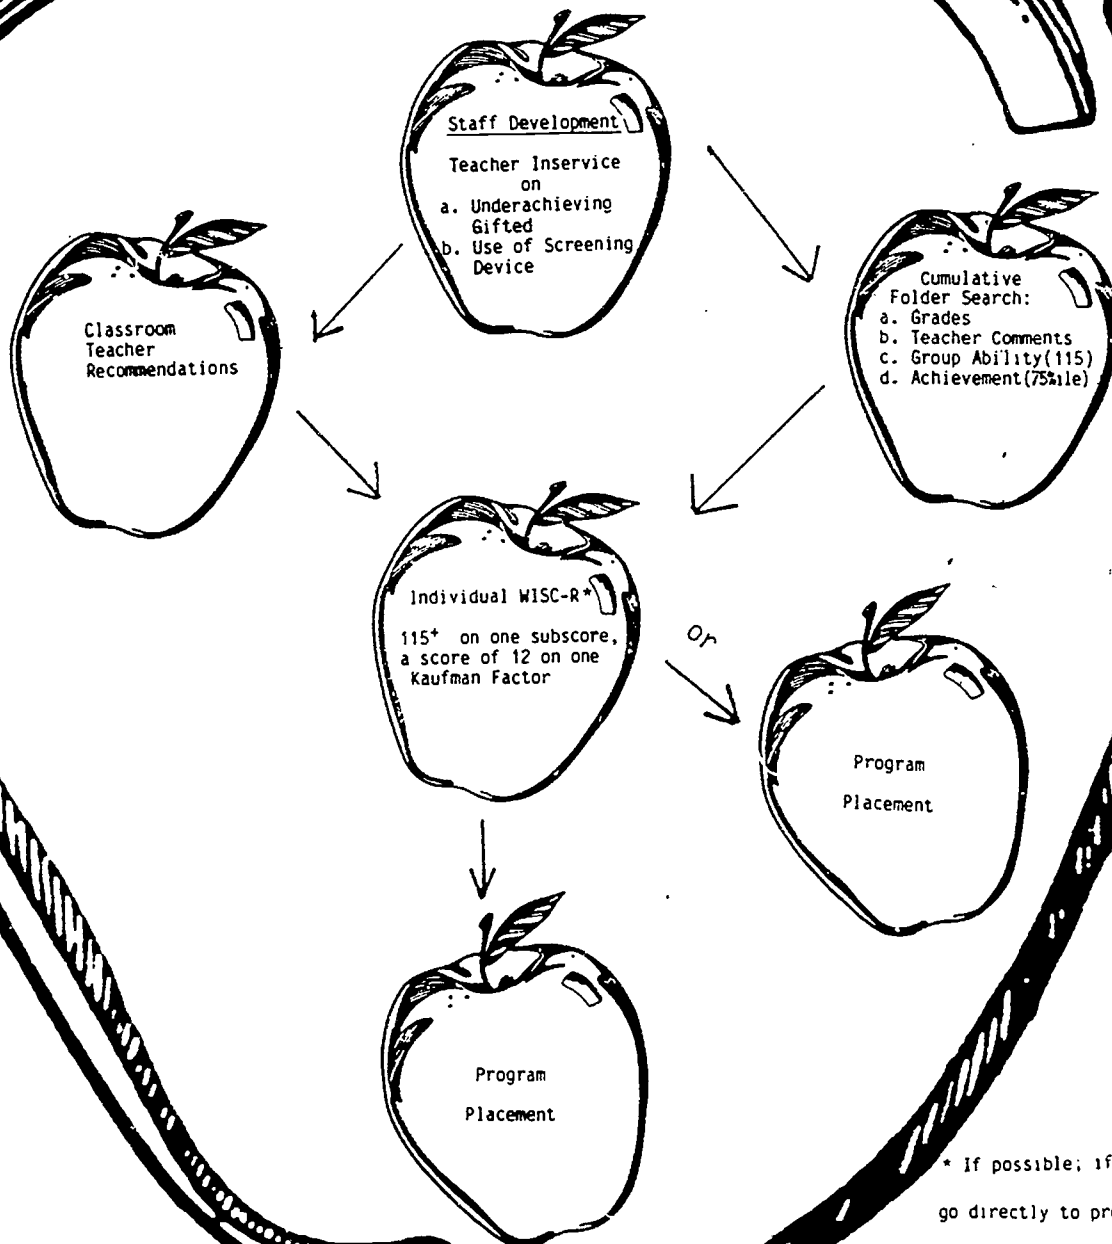 Staff Development
Teacher Inservice
on
a. Underachieving
Gifted
b. Use of Screening
Device
Classroom
Teacher
Recommendations
Cumulative
Folder Search:
a. Grades
b. Teacher Comments
c. Group Ability(115)
d. Achievement(75%ile)
Individual WISC-R*
115+ on one subscore,
a score of 12 on one
Kaufman Factor
or
Program
Placement
Program
Placement
* If possible; if
go directly to